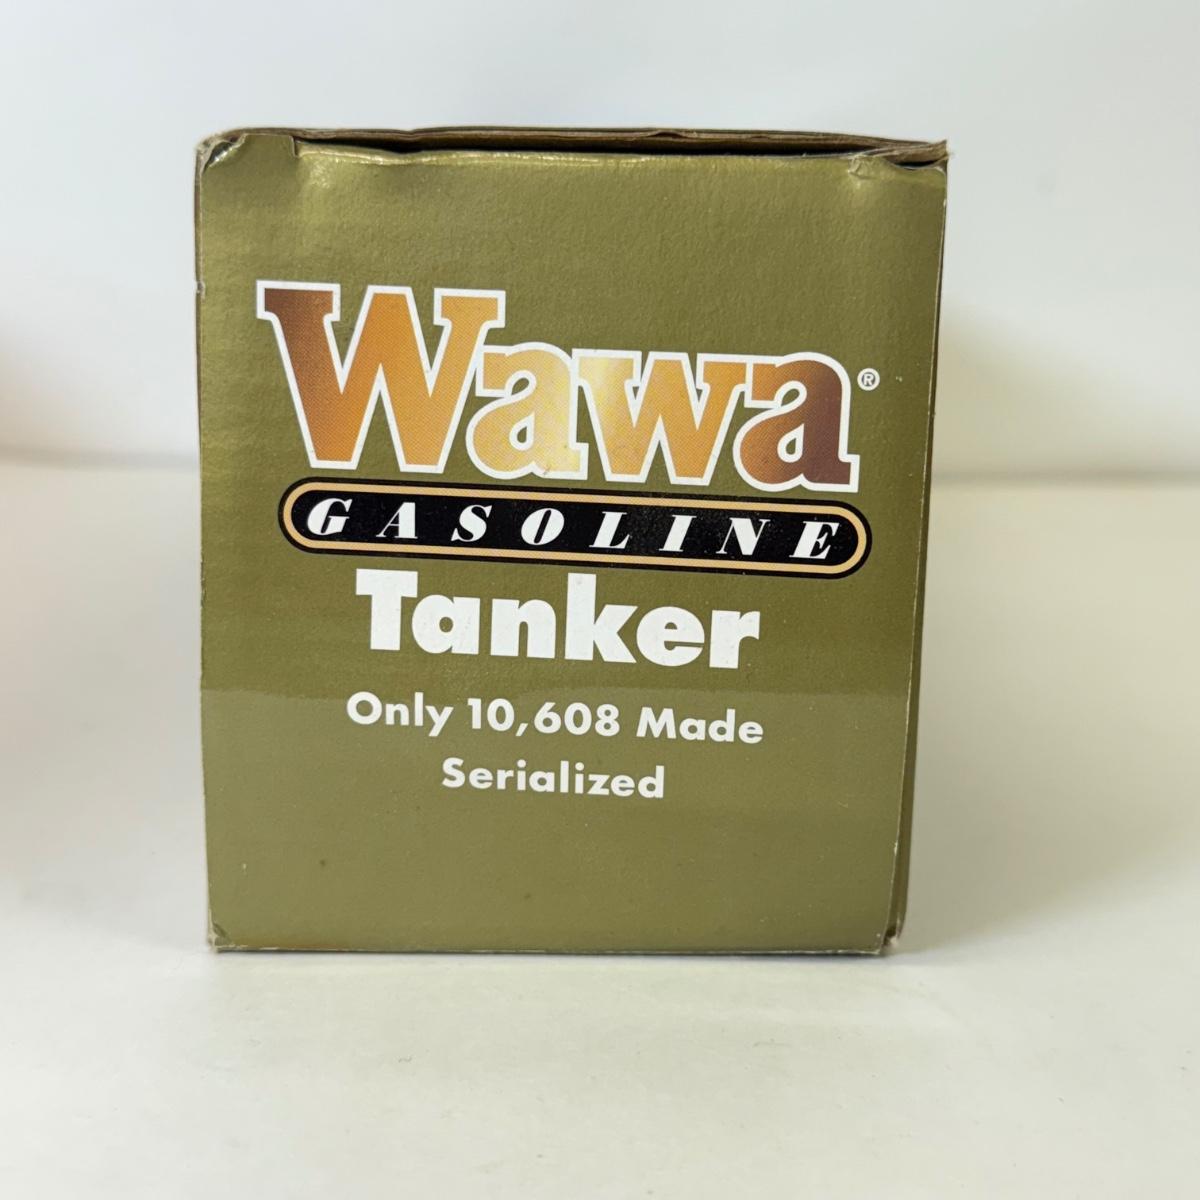 Wawa®
GASOLINE
Tanker
Only 10,608 Made
Serialized